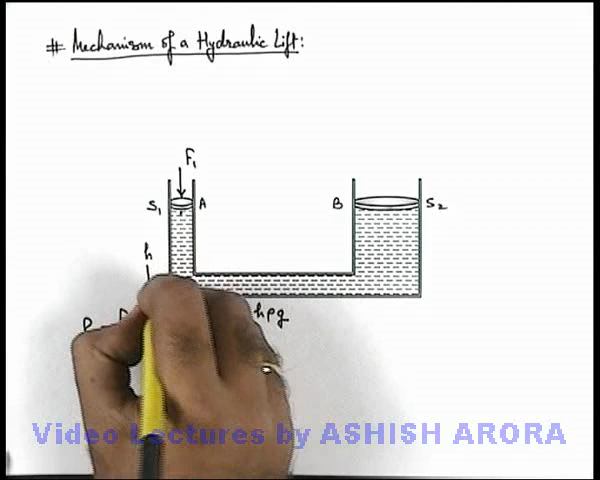 # Mechanism of a Hydraulic Lift:
F₁
S₁ A B S₂
h
P hρg
Video Lectures by ASHISH ARORA